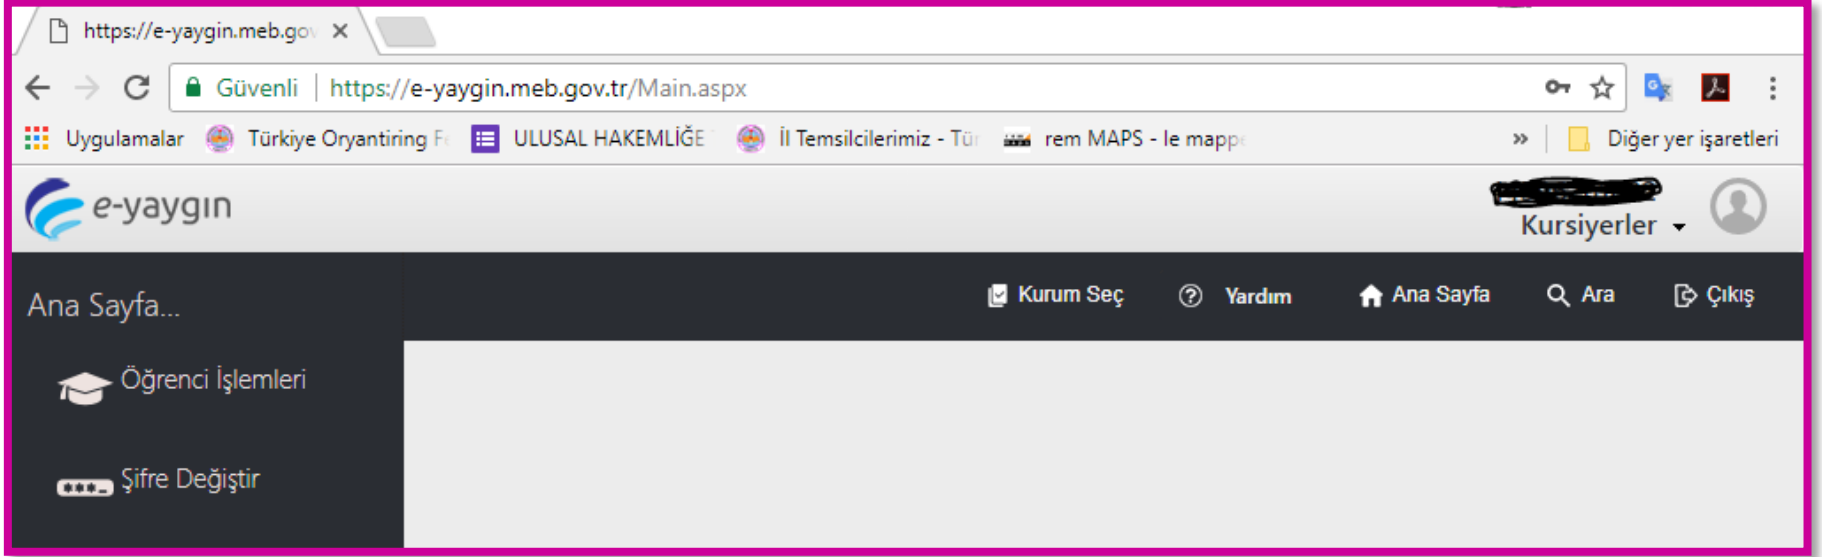 https://e-yaygin.meb.gov
Güvenli | https://e-yaygin.meb.gov.tr/Main.aspx
Uygulamalar Türkiye Oryantiring Fe ULUSAL HAKEMLİĞE İl Temsilcilerimiz - Tür rem MAPS - le mappe » Diğer yer işaretleri
e-yaygın
Kursiyerler
Ana Sayfa... Kurum Seç Yardım Ana Sayfa Ara Çıkış
Öğrenci İşlemleri
***_ Şifre Değiştir